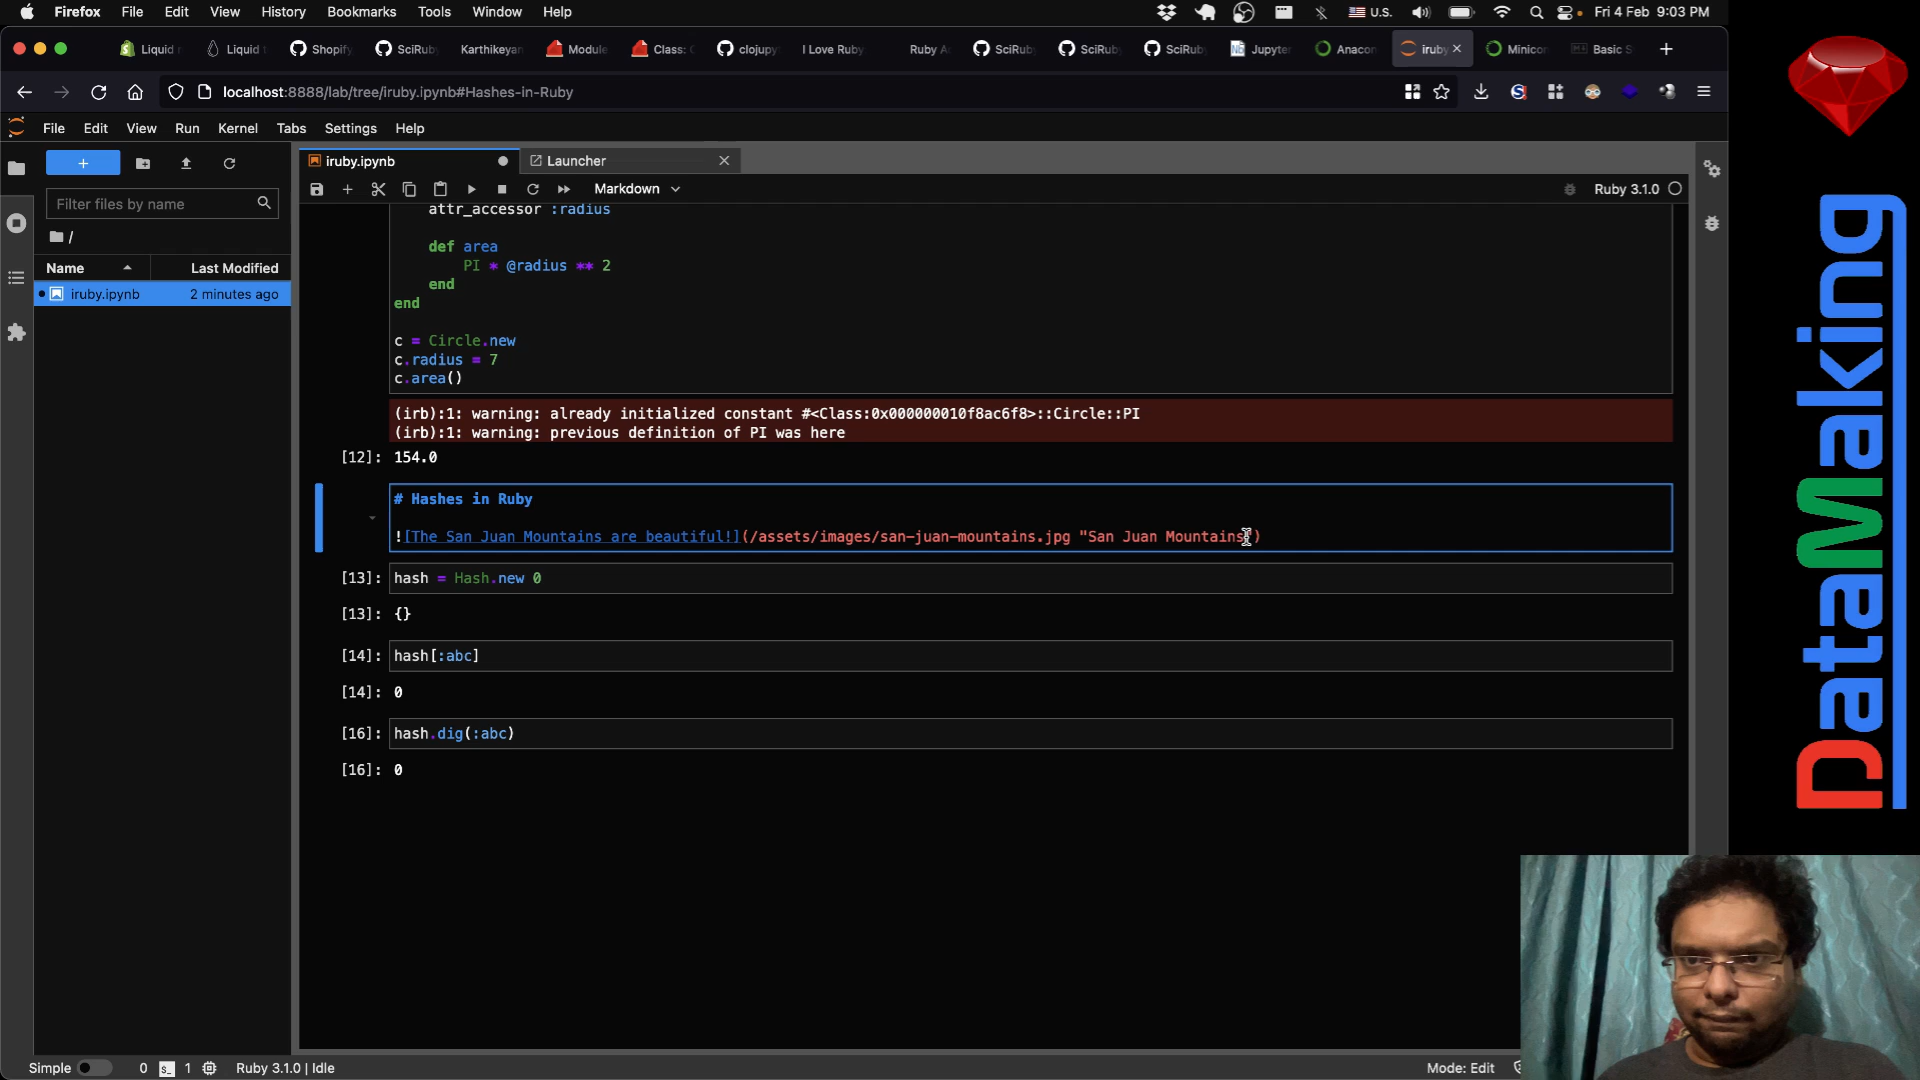 Firefox File Edit View History Bookmarks Tools Window Help U.S. Fri 4 Feb 9:03 PM
Liquid Liquid Shopify SciRub Karthikeyan Module Class: clojupy I Love Ruby Ruby A SciRub SciRub SciRub Jupyter Anacon iruby Minicon Basic S
localhost:8888/lab/tree/iruby.ipynb#Hashes-in-Ruby
File Edit View Run Kernel Tabs Settings Help
iruby.ipynb Launcher
Filter files by name
Markdown
Ruby 3.1.0
/
Name Last Modified
iruby.ipynb 2 minutes ago
attr_accessor :radius
def area
PI * @radius ** 2
end
end
c = Circle.new
c.radius = 7
c.area()
(irb):1: warning: already initialized constant #<Class:0x000000010f8ac6f8>::Circle::PI
(irb):1: warning: previous definition of PI was here
[12]: 154.0
# Hashes in Ruby
![The San Juan Mountains are beautiful!](/assets/images/san-juan-mountains.jpg "San Juan Mountains")
[13]: hash = Hash.new 0
[13]: {}
[14]: hash[:abc]
[14]: 0
[16]: hash.dig(:abc)
[16]: 0
Simple 0 1 Ruby 3.1.0 | Idle Mode: Edit
DataMaking